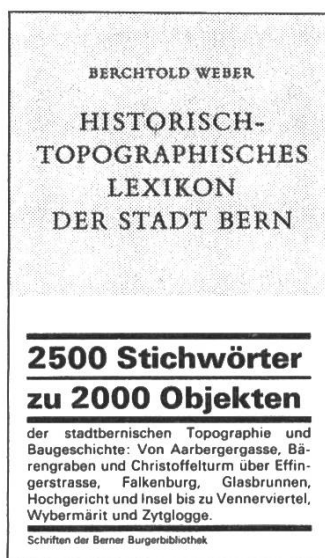 BERCHTOLD WEBER
HISTORISCH-
TOPOGRAPHISCHES
LEXIKON
DER STADT BERN
2500 Stichwörter
zu 2000 Objekten
der stadtbernischen Topographie und
Baugeschichte: Von Aarbergergasse, Bä-
rengraben und Christoffelturm über Effin-
gerstrasse, Falkenburg, Glasbrunnen,
Hochgericht und Insel bis zu Vennerviertel,
Wybermärit und Zytglogge.
Schriften der Berner Burgerbibliothek